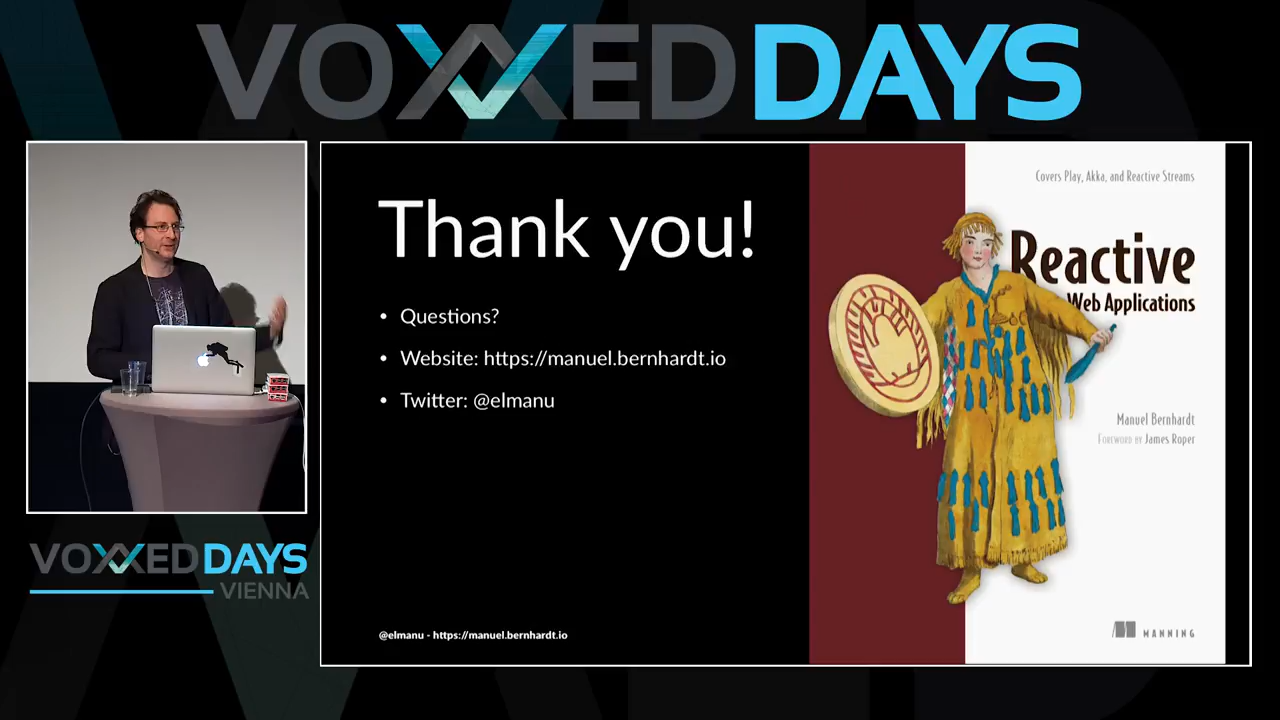 VOXXED DAYS
Thank you!
• Questions?
• Website: https://manuel.bernhardt.io
• Twitter: @elmanu
@elmanu - https://manuel.bernhardt.io
Covers Play, Akka, and Reactive Streams
Reactive
Web Applications
Manuel Bernhardt
FOREWORD BY James Roper
MANNING
VOXXED DAYS
VIENNA